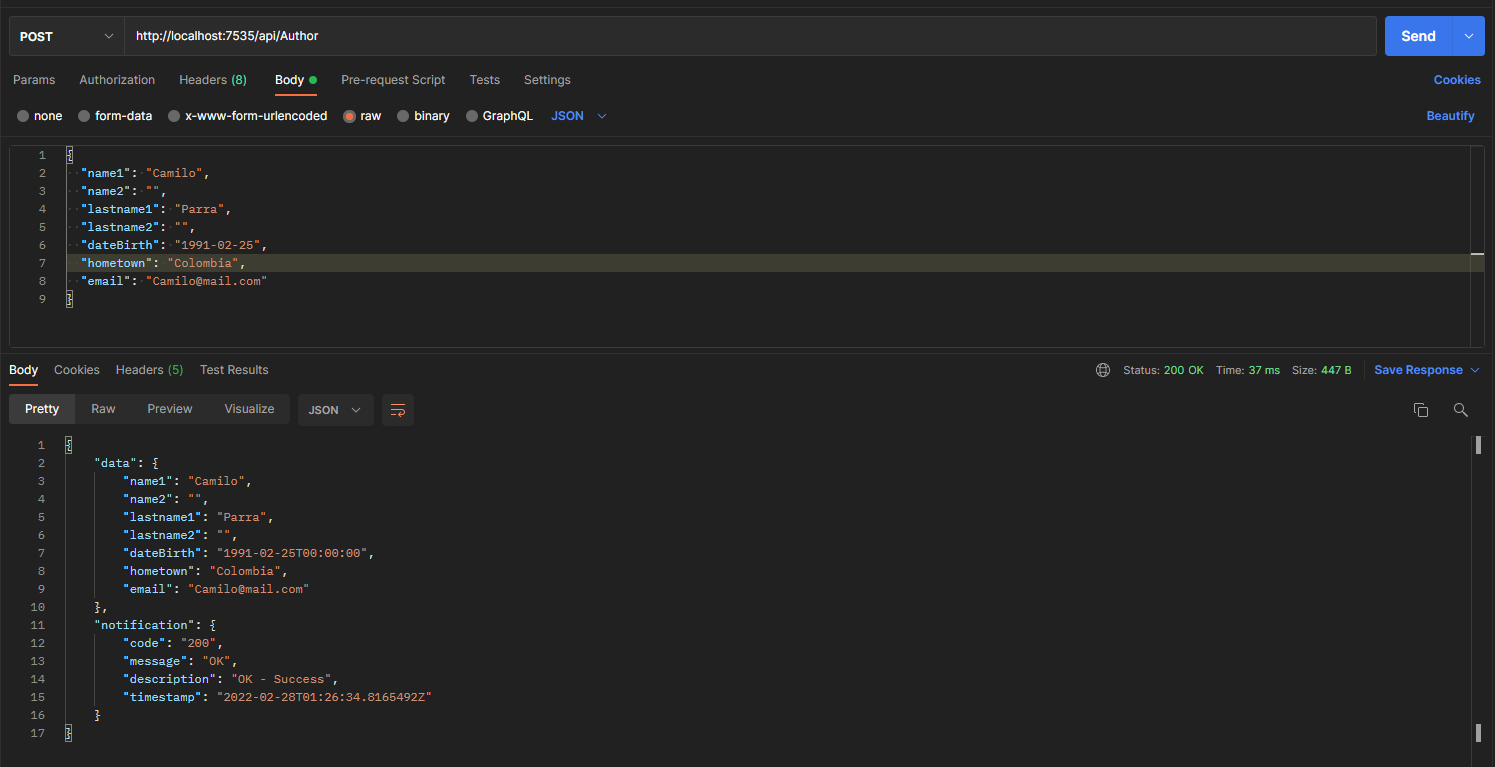 POST http://localhost:7535/api/Author Send
Params Authorization Headers (8) Body Pre-request Script Tests Settings Cookies
none form-data x-www-form-urlencoded raw binary GraphQL JSON Beautify
1 {
2 "name1": "Camilo",
3 "name2": "",
4 "lastname1": "Parra",
5 "lastname2": "",
6 "dateBirth": "1991-02-25",
7 "hometown": "Colombia",
8 "email": "Camilo@mail.com"
9 }
Body Cookies Headers (5) Test Results Status: 200 OK Time: 37 ms Size: 447 B Save Response
Pretty Raw Preview Visualize JSON
1 {
2 "data": {
3 "name1": "Camilo",
4 "name2": "",
5 "lastname1": "Parra",
6 "lastname2": "",
7 "dateBirth": "1991-02-25T00:00:00",
8 "hometown": "Colombia",
9 "email": "Camilo@mail.com"
10 },
11 "notification": {
12 "code": "200",
13 "message": "OK",
14 "description": "OK - Success",
15 "timestamp": "2022-02-28T01:26:34.8165492Z"
16 }
17 }